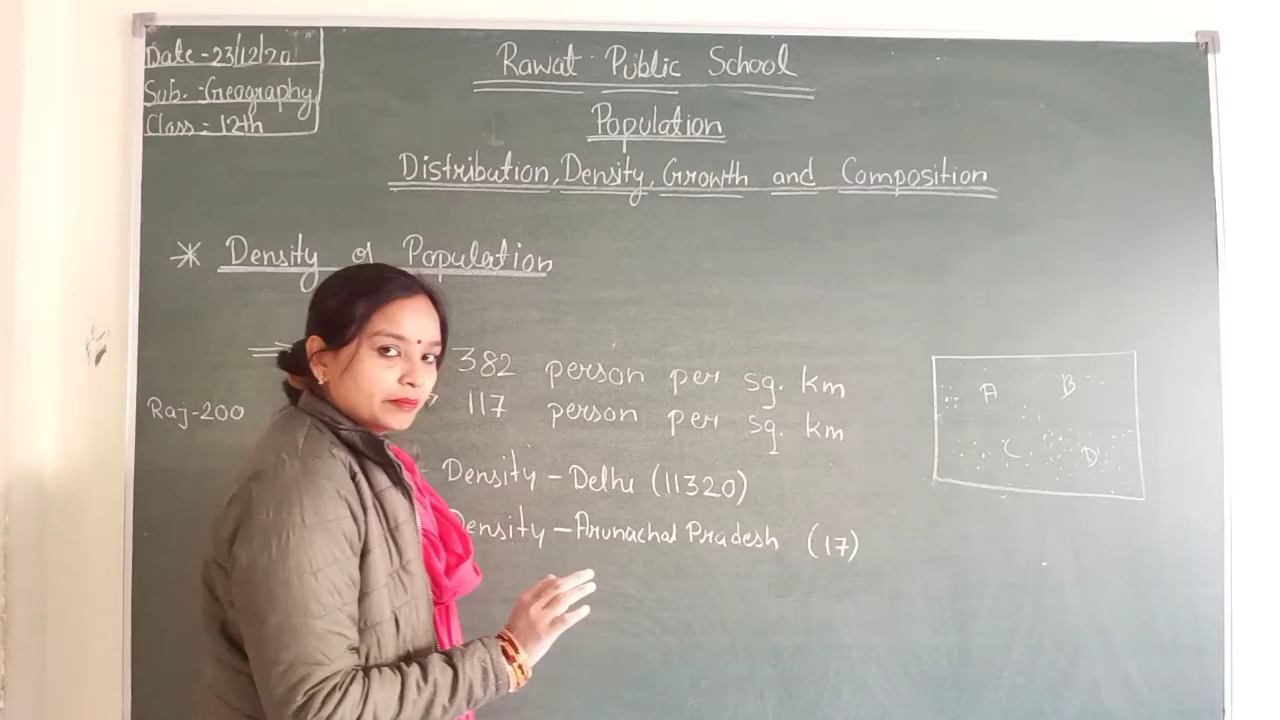 Date - 23/12/20
Sub. : Geography
Class : 12th
Rawat Public School
Population
Distribution, Density, Growth and Composition
* Density of Population
⇒ 382 person per sq. km
117 person per sq. km
Raj-200
Density - Delhi (11320)
Density - Arunachal Pradesh (17)
A B
C D